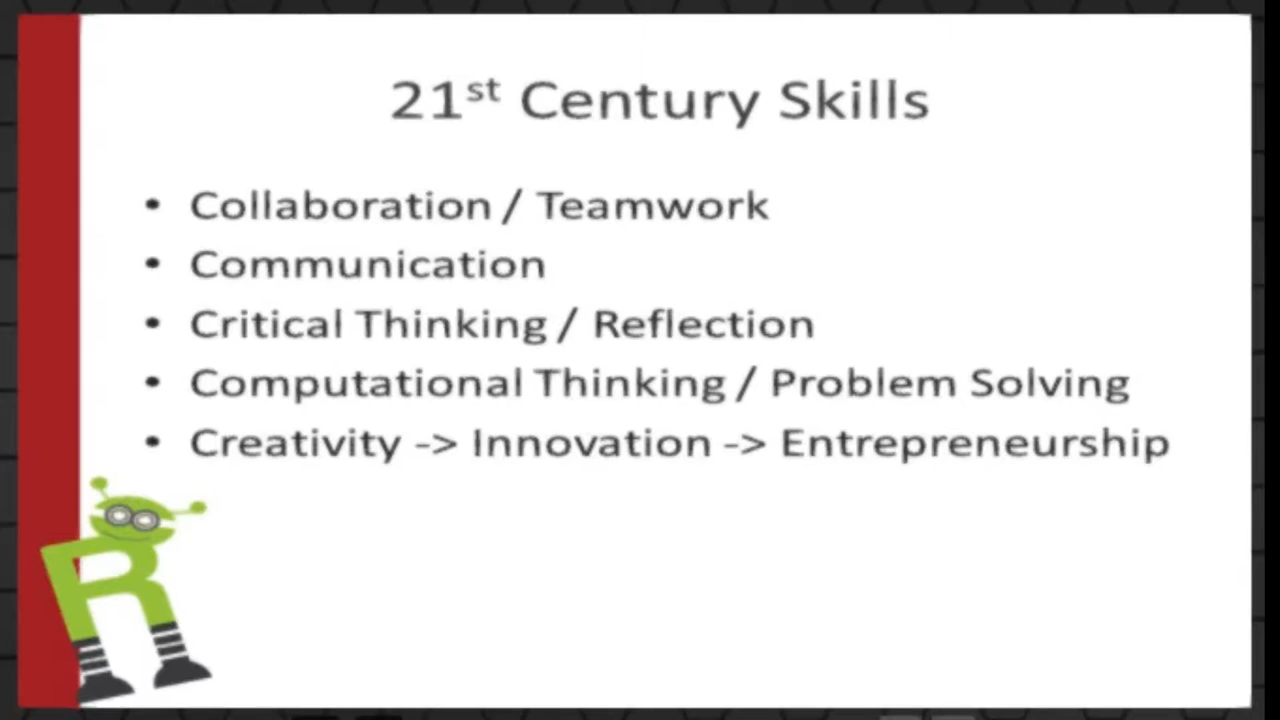 21st Century Skills
• Collaboration / Teamwork
• Communication
• Critical Thinking / Reflection
• Computational Thinking / Problem Solving
• Creativity -> Innovation -> Entrepreneurship
R